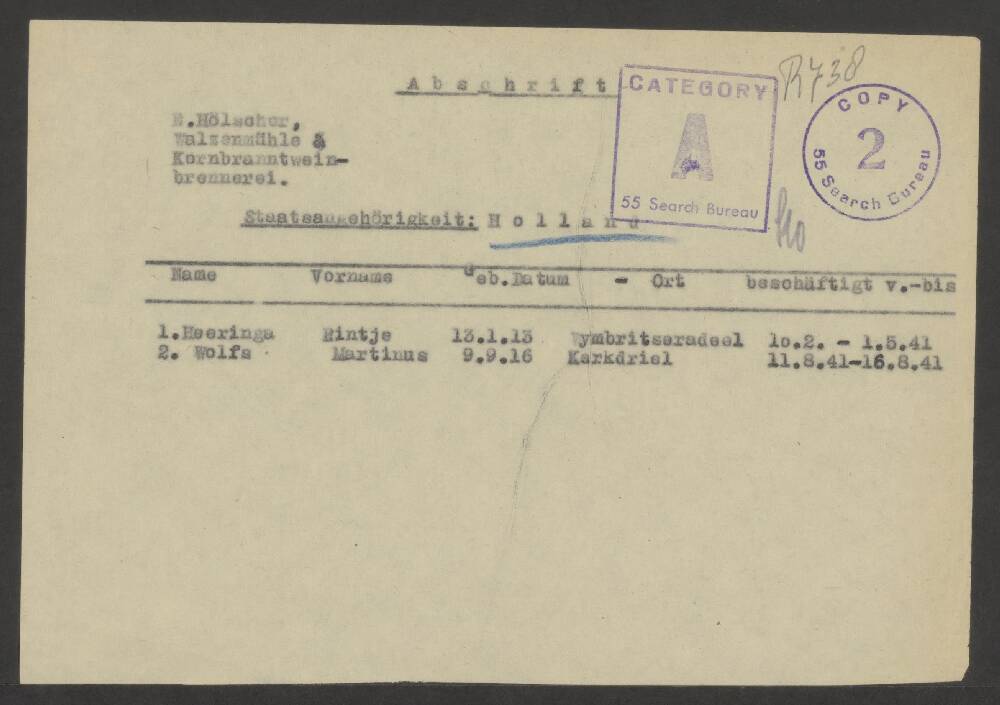 Abschrift
CATEGORY
A
55 Search Bureau
R738
COPY
2
55 Search Bureau
E.Hölscher,
Walzenmühle &
Kornbranntwein-
brennerei.
Staatsangehörigkeit: Holland
Name Vorname Geb.Datum - Ort beschäftigt v.-bis
1.Heeringa Rintje 13.1.13 Wymbritseradeel 1o.2. - 1.5.41
2. Wolfs Martinus 9.9.16 Karkdriel 11.8.41-16.8.41